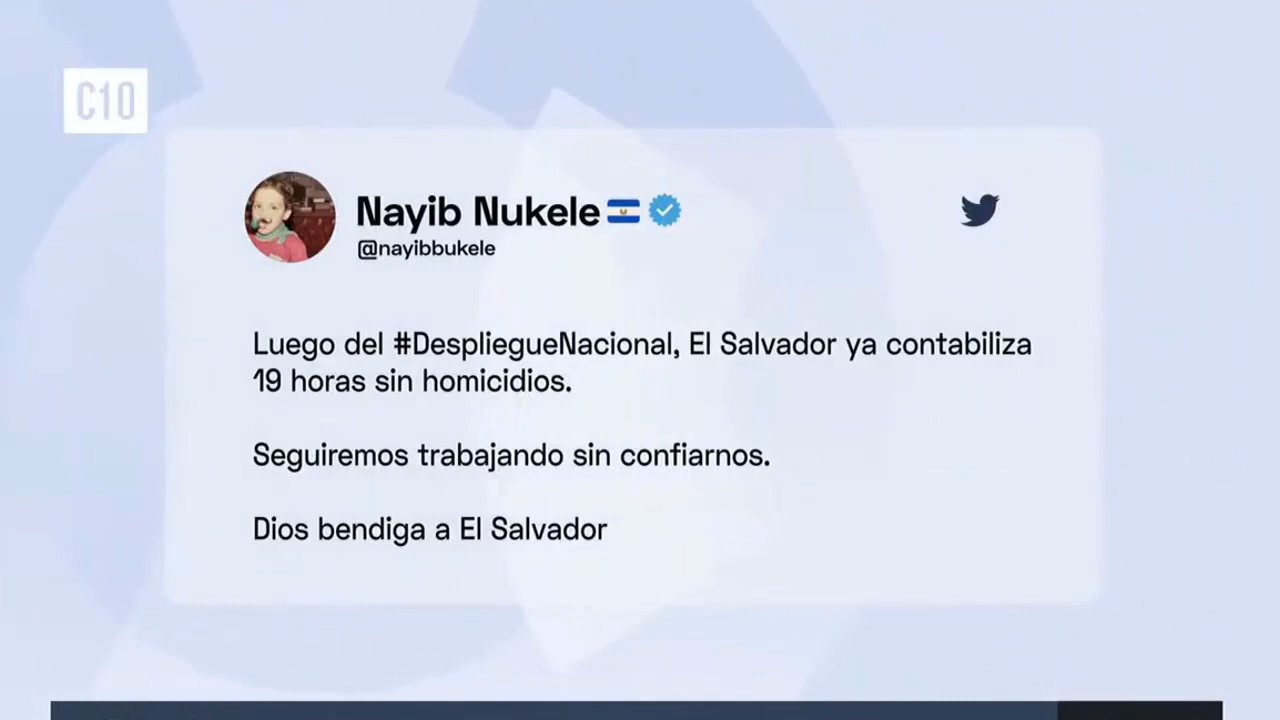 C10
Nayib Nukele
@nayibbukele
Luego del #DespliegueNacional, El Salvador ya contabiliza
19 horas sin homicidios.
Seguiremos trabajando sin confiarnos.
Dios bendiga a El Salvador